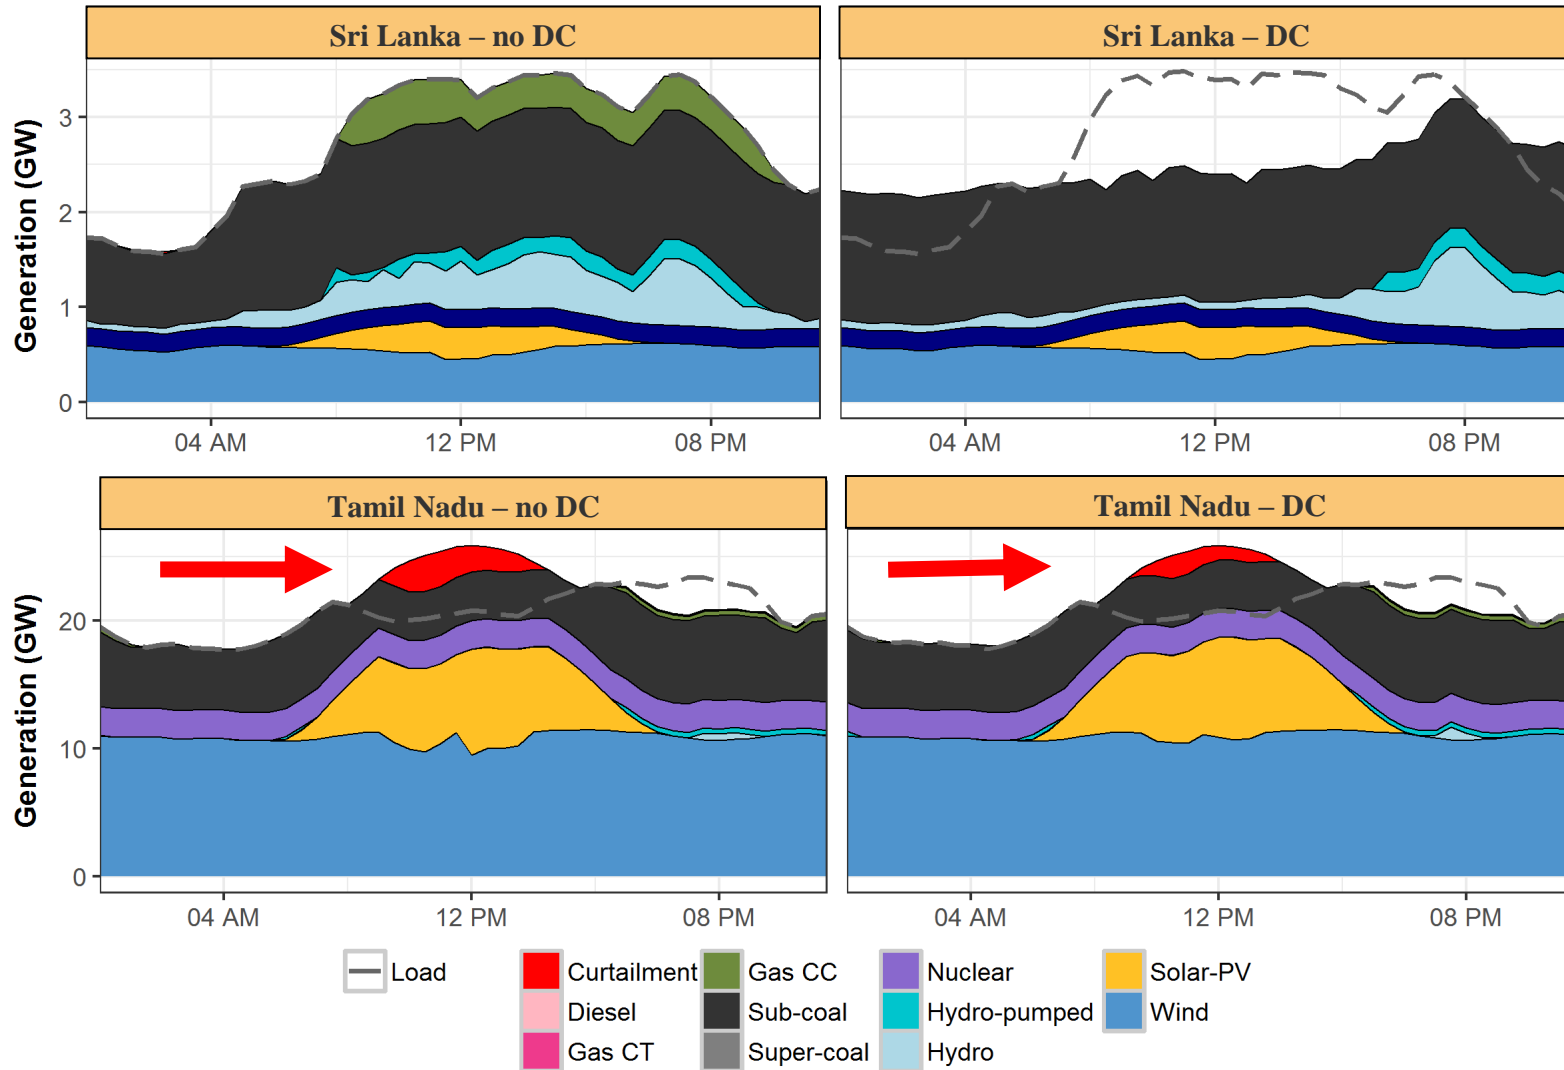 Sri Lanka – no DC
Sri Lanka – DC
Generation (GW)
3
2
1
0
04 AM
12 PM
08 PM
04 AM
12 PM
08 PM
Tamil Nadu – no DC
Tamil Nadu – DC
Generation (GW)
20
10
0
04 AM
12 PM
08 PM
04 AM
12 PM
08 PM
Load
Curtailment
Gas CC
Nuclear
Solar-PV
Diesel
Sub-coal
Hydro-pumped
Wind
Gas CT
Super-coal
Hydro